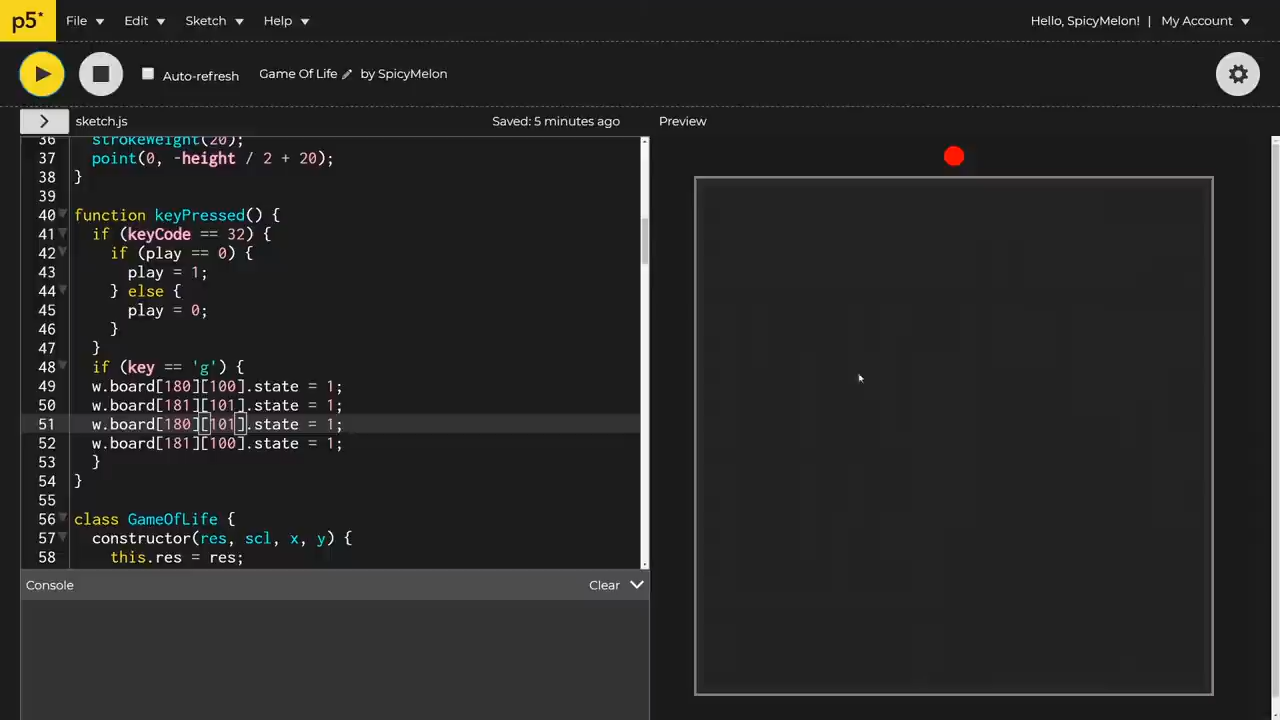 p5* File Edit Sketch Help Hello, SpicyMelon! | My Account
Auto-refresh Game Of Life by SpicyMelon
> sketch.js Saved: 5 minutes ago Preview
36 strokeWeight(20);
37 point(0, -height / 2 + 20);
38 }
39
40 function keyPressed() {
41 if (keyCode == 32) {
42 if (play == 0) {
43 play = 1;
44 } else {
45 play = 0;
46 }
47 }
48 if (key == 'g') {
49 w.board[180][100].state = 1;
50 w.board[181][101].state = 1;
51 w.board[180][101].state = 1;
52 w.board[181][100].state = 1;
53 }
54 }
55
56 class GameOfLife {
57 constructor(res, scl, x, y) {
58 this.res = res;
Console Clear